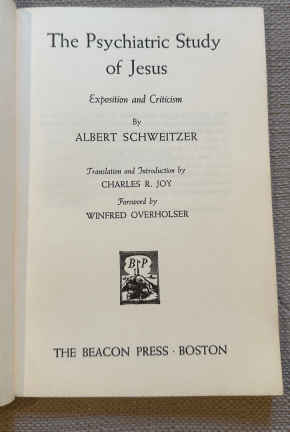 The Psychiatric Study
of Jesus
Exposition and Criticism
By
ALBERT SCHWEITZER
Translation and Introduction by
CHARLES R. JOY
Foreword by
WINFRED OVERHOLSER
B P
THE BEACON PRESS · BOSTON